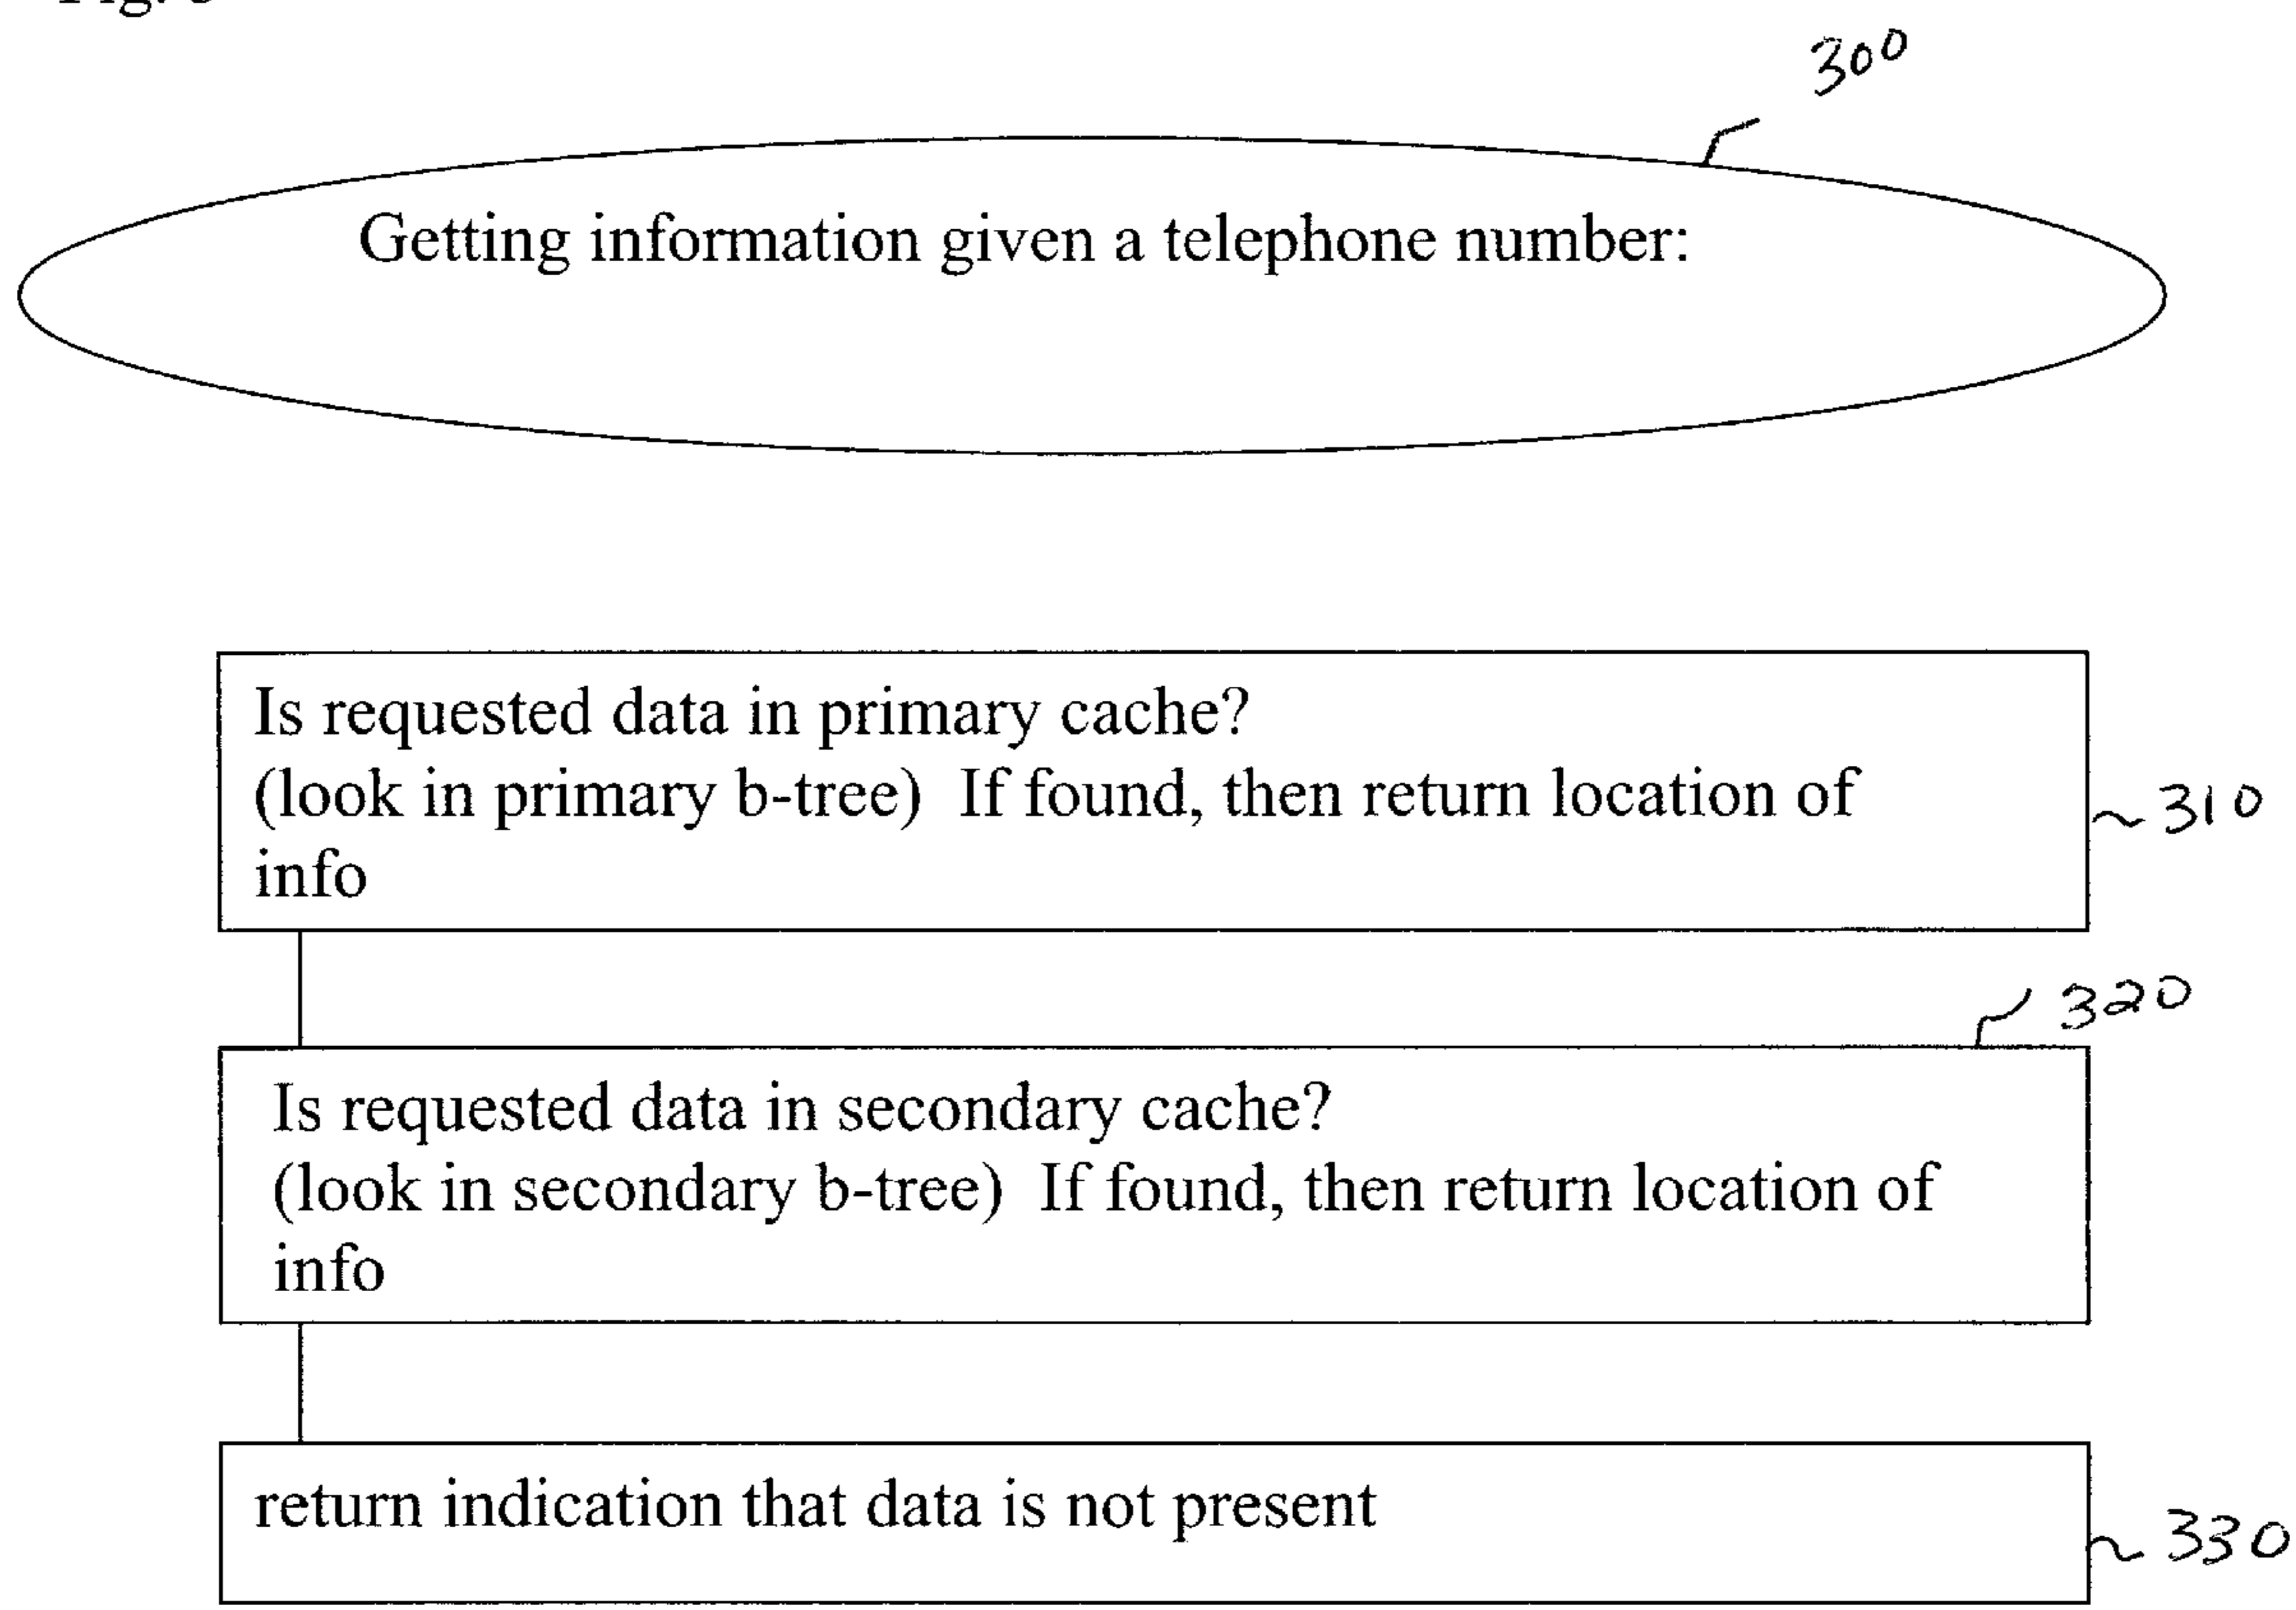 300
Getting information given a telephone number:
Is requested data in primary cache?
(look in primary b-tree) If found, then return location of
info
310
320
Is requested data in secondary cache?
(look in secondary b-tree) If found, then return location of
info
return indication that data is not present
330